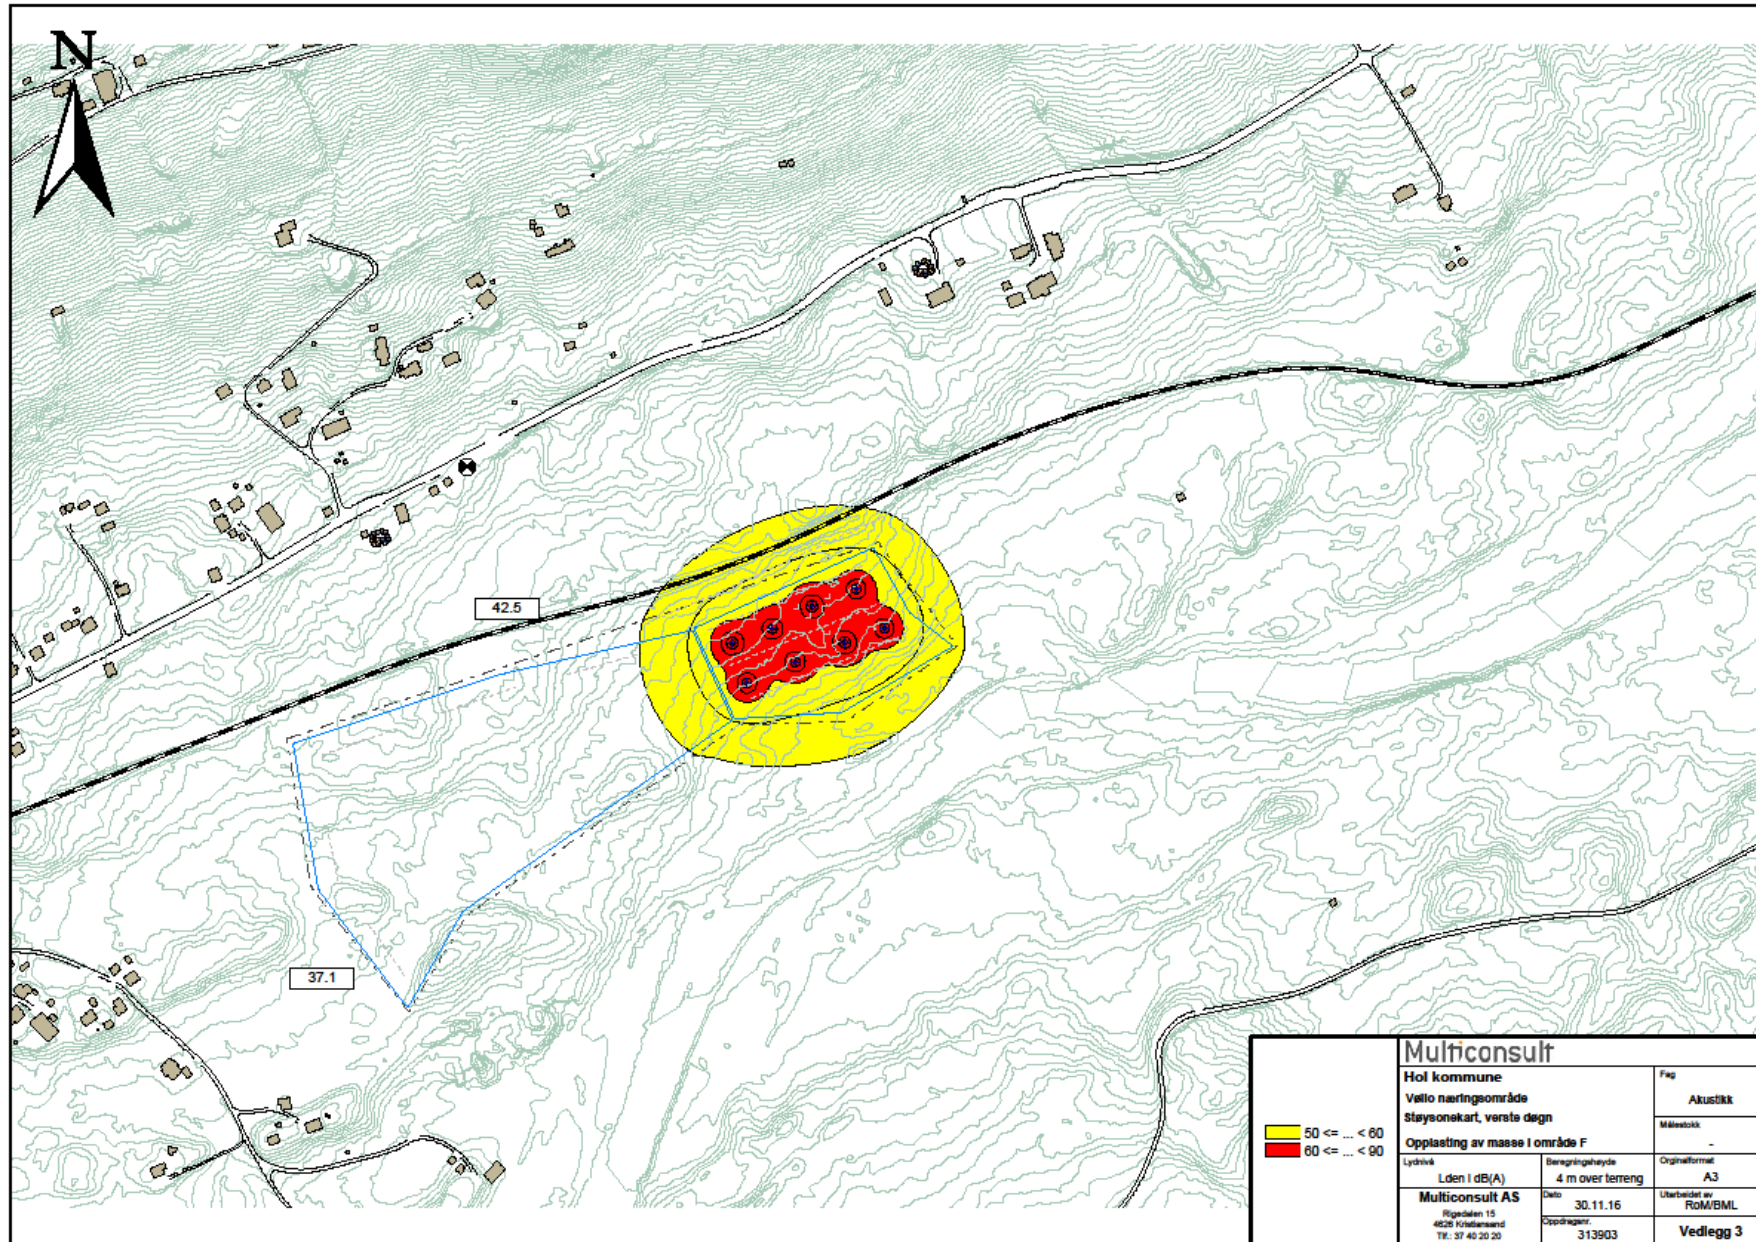 N
42.5
37.1
50 <= ... < 60
60 <= ... < 90
Multiconsult
Hol kommune
Vøllo næringsområde
Støysonekart, verste døgn
Opplasting av masse i område F
Fag
Akustikk
Målestokk
-
Lydnivå
Lden i dB(A)
Beregningshøyde
4 m over terreng
Orginalformat
A3
Multiconsult AS
Rigedalen 15
4626 Kristiansand
Tlf.: 37 40 20 20
Dato
30.11.16
Utarbeidet av
RoM/BML
Oppdragsnr.
313903
Vedlegg 3